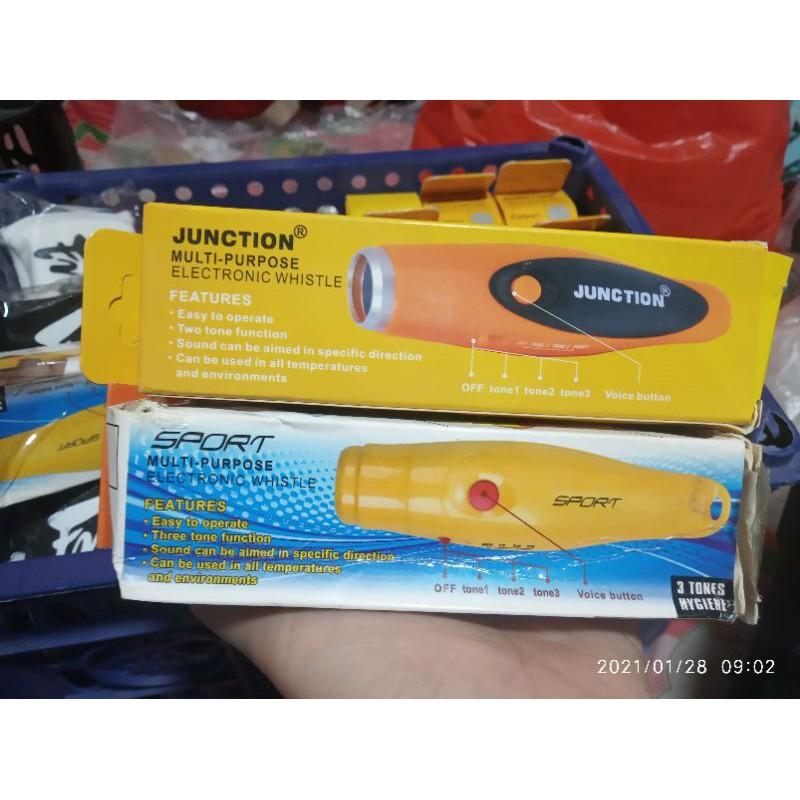 JUNCTION®
MULTI-PURPOSE
ELECTRONIC WHISTLE
FEATURES
• Easy to operate
• Two tone function
• Sound can be aimed in specific direction
• Can be used in all temperatures
and environments
JUNCTION®
OFF tone1 tone2 tone3 Voice button
SPORT
MULTI-PURPOSE
ELECTRONIC WHISTLE
FEATURES
• Easy to operate
• Three tone function
• Sound can be aimed in specific direction
• Can be used in all temperatures
and environments
SPORT
OFF tone1 tone2 tone3 Voice button
3 TONES
HYGIENE
SPORT
2021/01/28 09:02